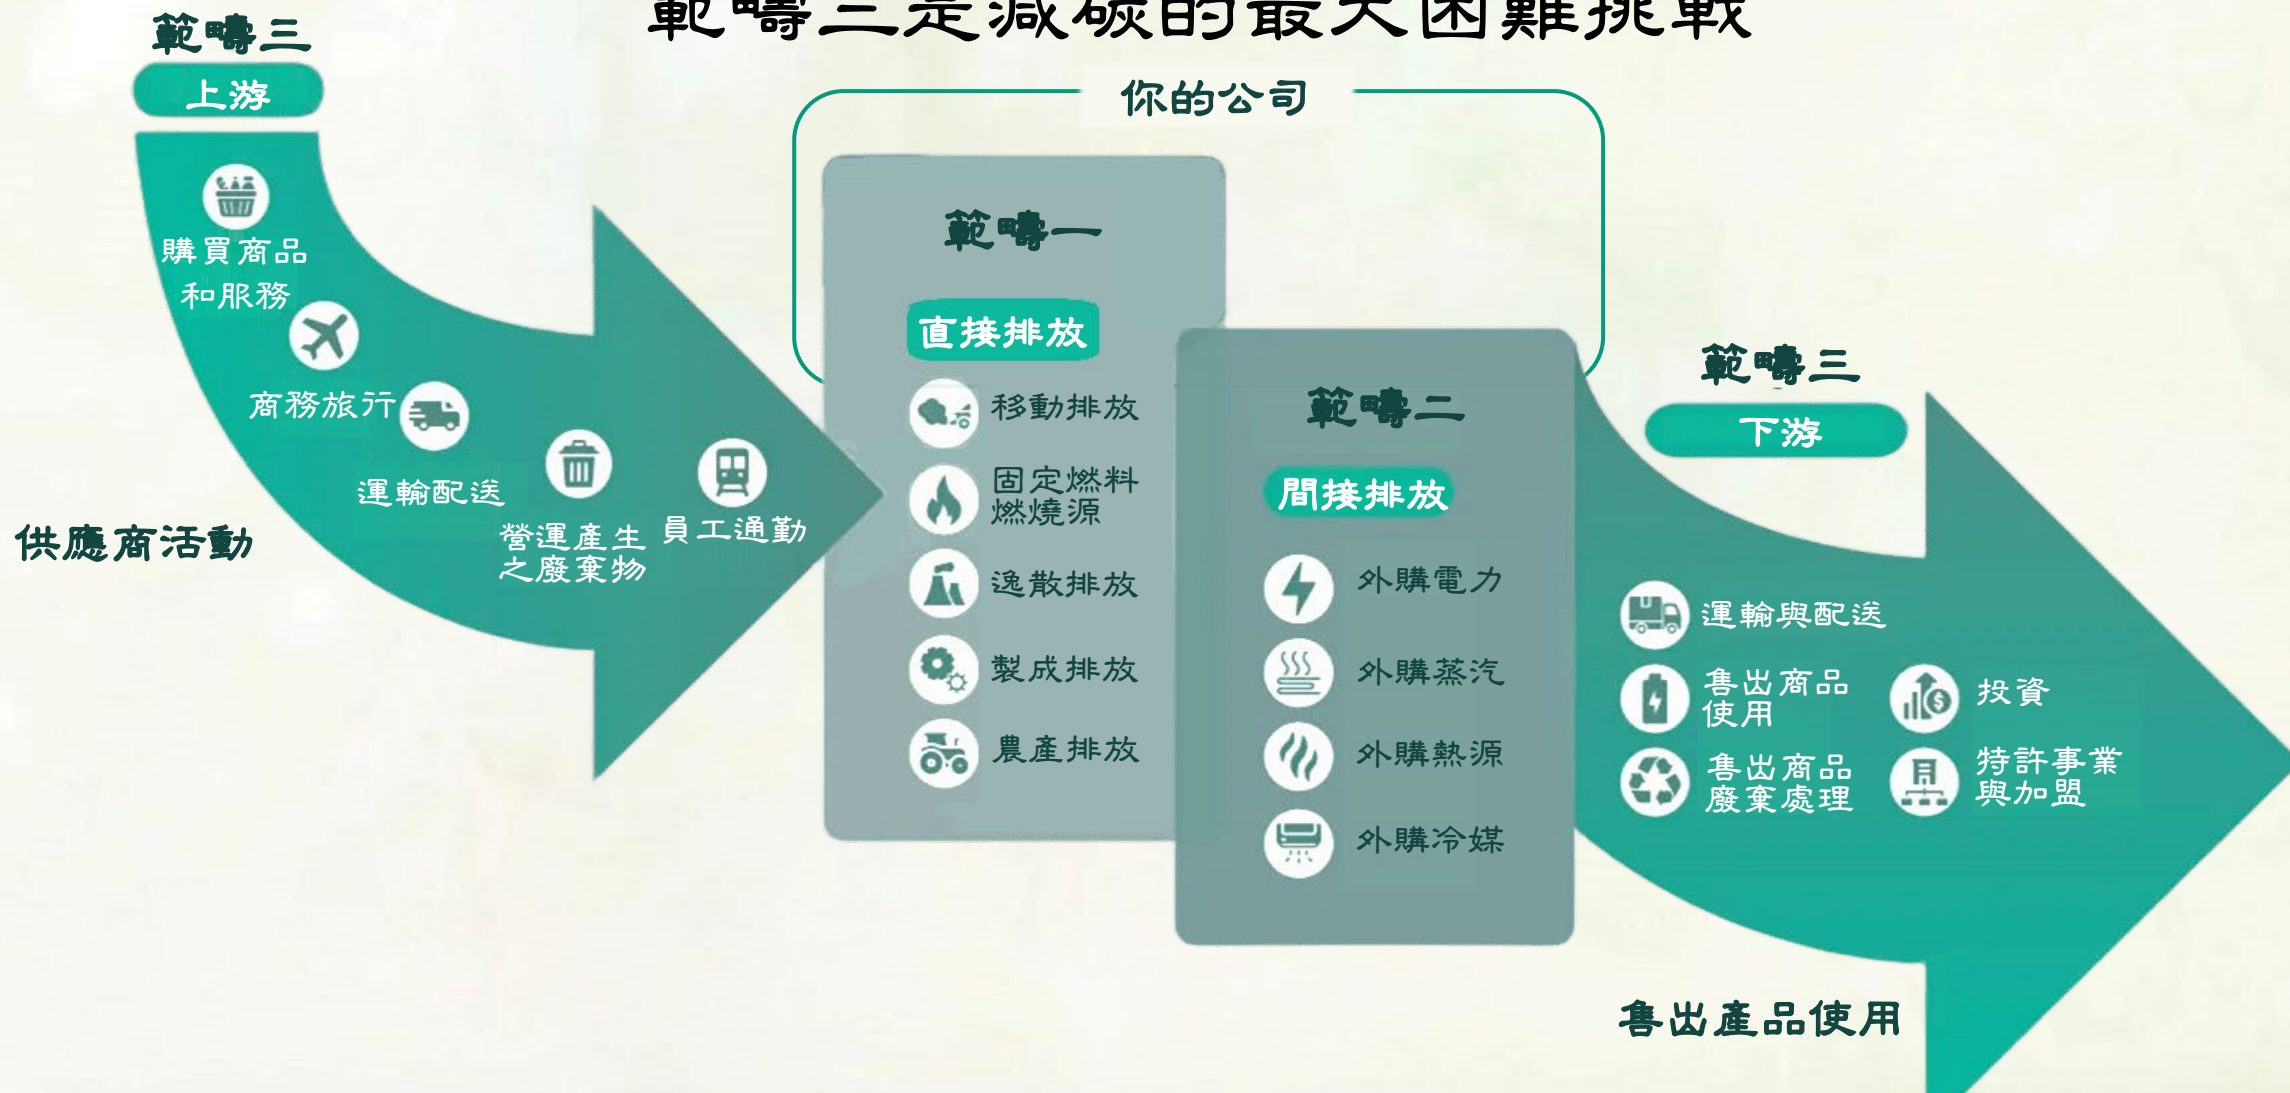 範疇三是減碳的最大困難挑戰
範疇三
上游
購買商品
和服務
商務旅行
運輸配送
營運產生
之廢棄物
員工通勤
供應商活動
你的公司
範疇一
直接排放
移動排放
固定燃料
燃燒源
逸散排放
製成排放
農產排放
範疇二
間接排放
外購電力
外購蒸汽
外購熱源
外購冷媒
範疇三
下游
運輸與配送
售出商品
使用
售出商品
廢棄處理
投資
特許事業
與加盟
售出產品使用